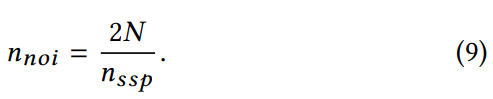 n_{noi} = \frac{2N}{n_{ssp}}. (9)